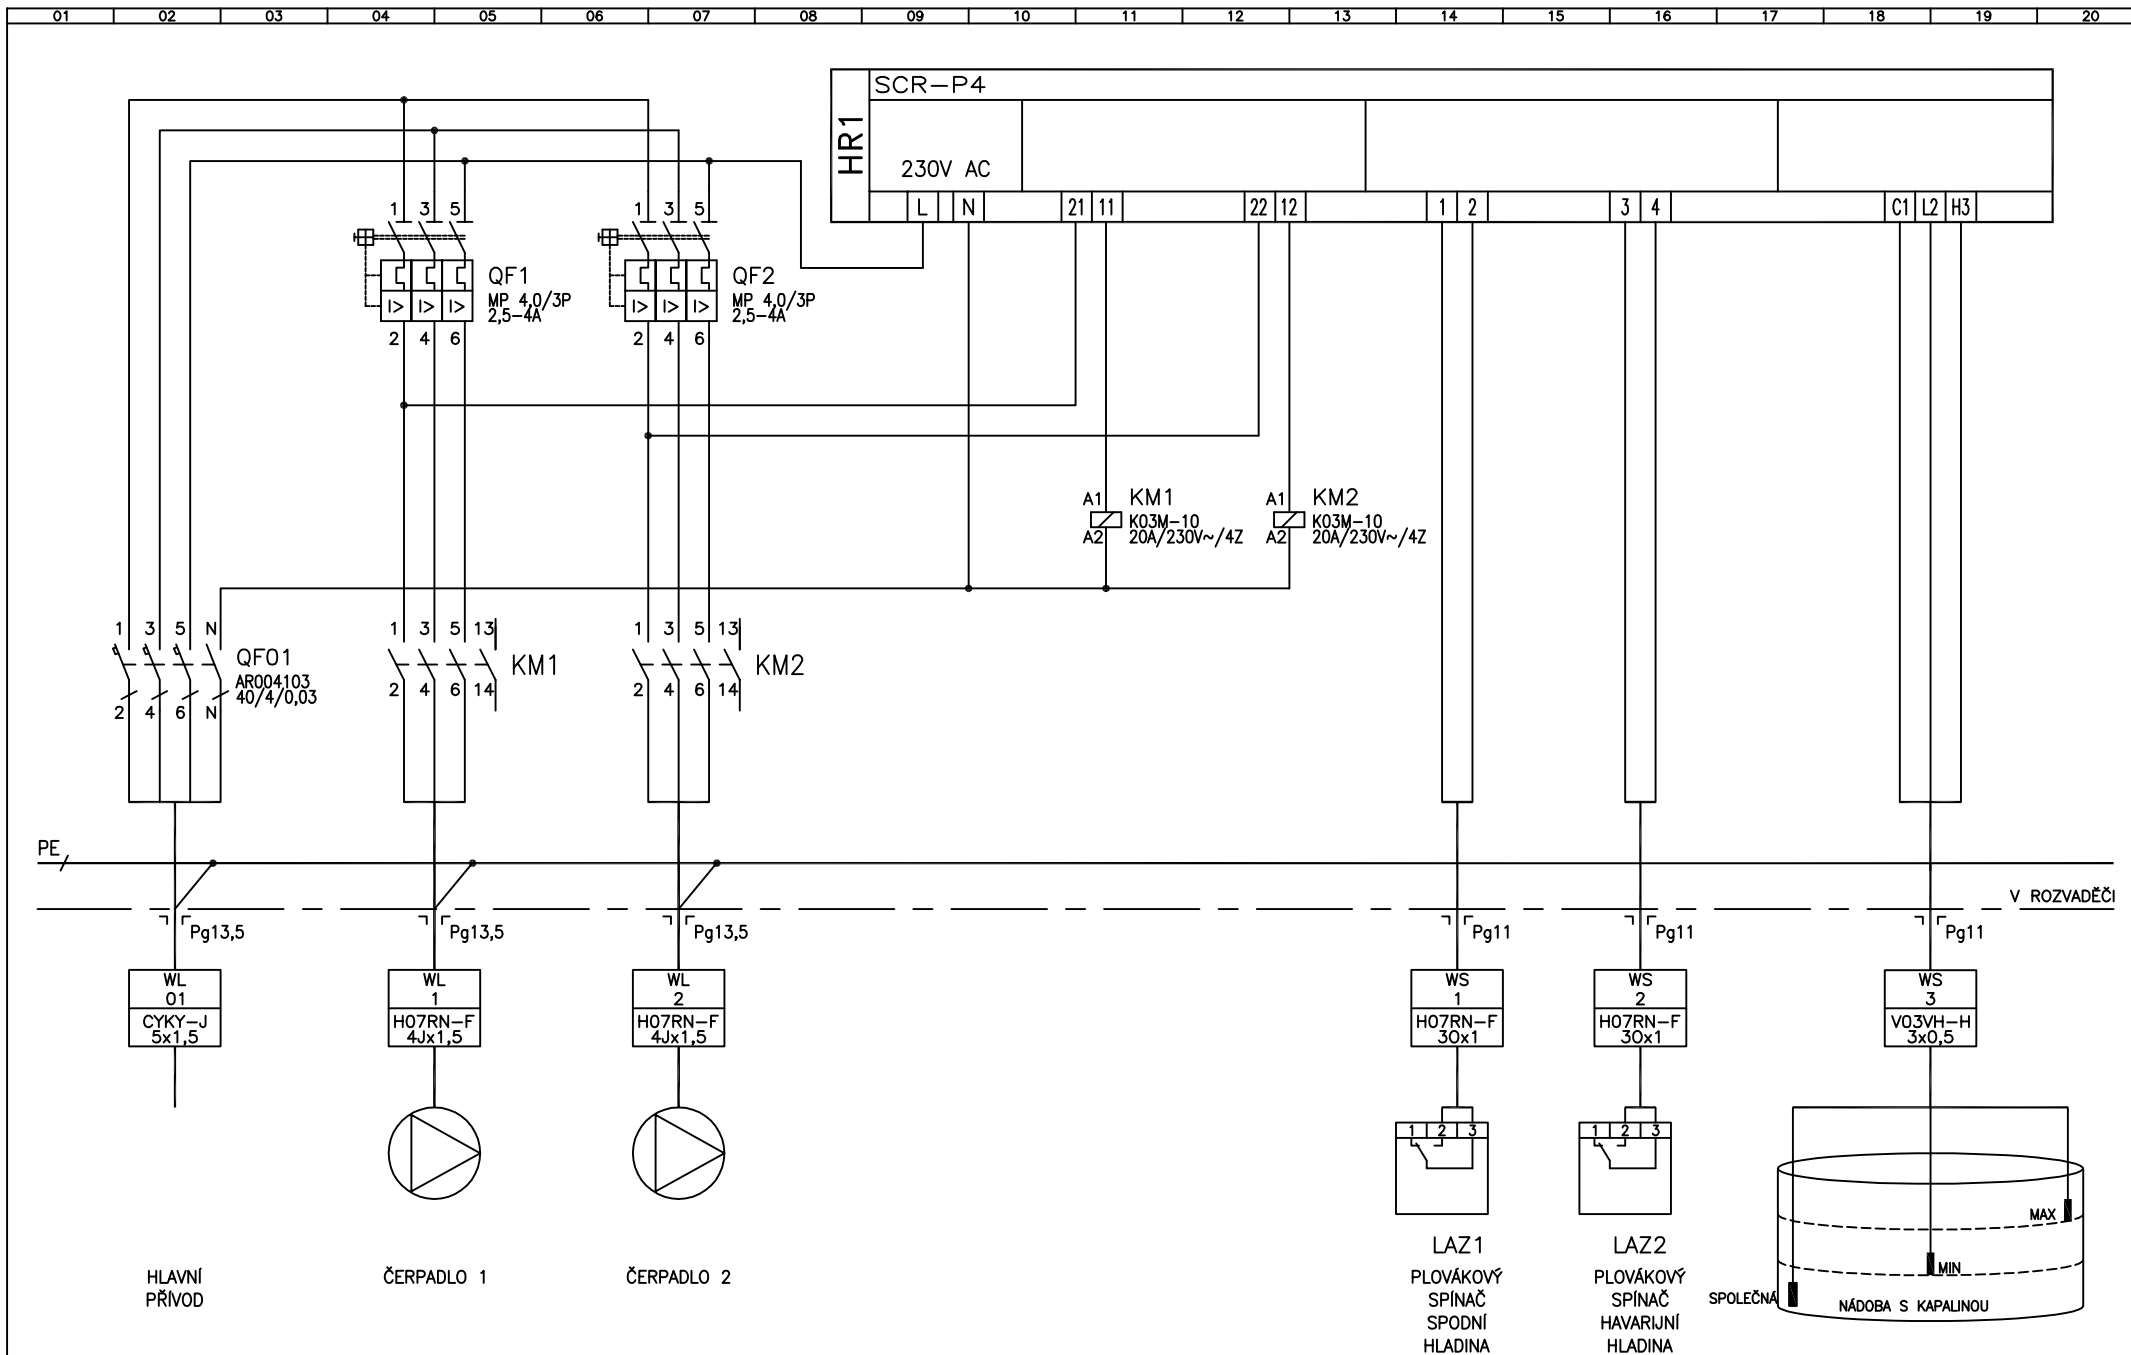 01 02 03 04 05 06 07 08 09 10 11 12 13 14 15 16 17 18 19 20
SCR-P4
HR1
230V AC
L N 21 11 22 12 1 2 3 4 C1 L2 H3
1 3 5
QF1
MP 4,0/3P
2,5-4A
I> I> I>
2 4 6
1 3 5
QF2
MP 4,0/3P
2,5-4A
I> I> I>
2 4 6
A1 KM1
K03M-10
A2 20A/230V~/4Z
A1 KM2
K03M-10
A2 20A/230V~/4Z
1 3 5 N
QF01
AR004103
40/4/0,03
2 4 6 N
1 3 5 13
KM1
2 4 6 14
1 3 5 13
KM2
2 4 6 14
PE
V ROZVADĚČI
Pg13,5 Pg13,5 Pg13,5 Pg11 Pg11 Pg11
WL
01
CYKY-J
5x1,5
WL
1
H07RN-F
4Jx1,5
WL
2
H07RN-F
4Jx1,5
WS
1
H07RN-F
3Ox1
WS
2
H07RN-F
3Ox1
WS
3
V03VH-H
3x0,5
1 2 3
1 2 3
MAX
MIN
SPOLEČNÁ
NÁDOBA S KAPALINOU
HLAVNÍ
PŘÍVOD
ČERPADLO 1
ČERPADLO 2
LAZ1
PLOVÁKOVÝ
SPÍNAČ
SPODNÍ
HLADINA
LAZ2
PLOVÁKOVÝ
SPÍNAČ
HAVARIJNÍ
HLADINA